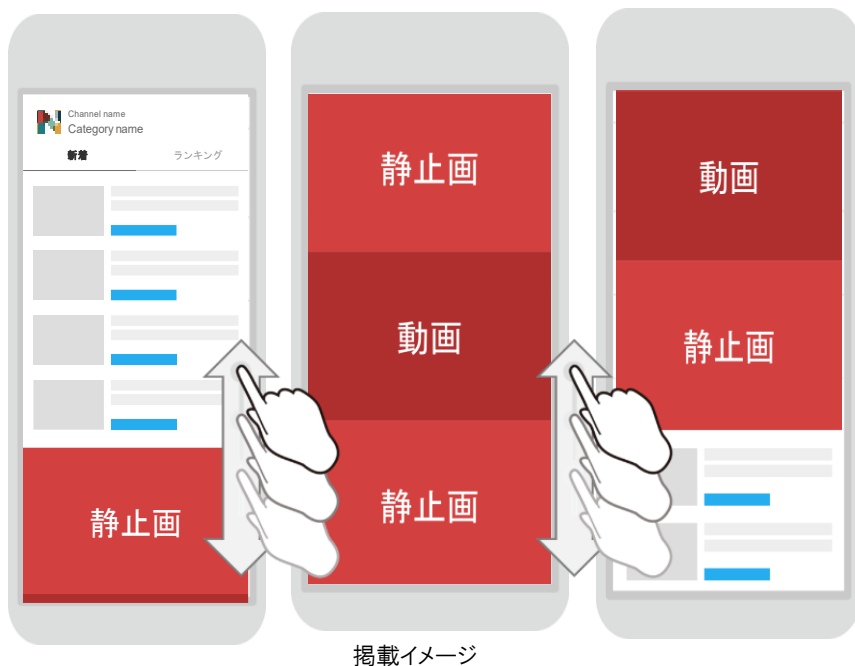 Channel name
Category name
新着
ランキング
静止画
静止画
動画
静止画
動画
静止画
掲載イメージ